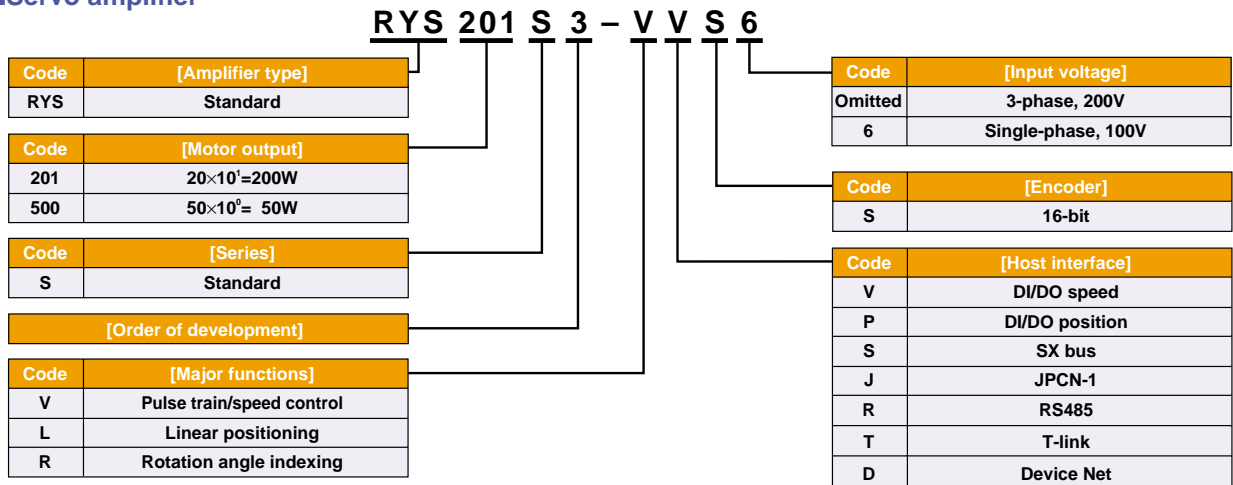 Servo amplifier
RYS 201 S 3 – V V S 6
Code [Amplifier type]
RYS Standard
Code [Motor output]
201 20×10¹=200W
500 50×10⁰= 50W
Code [Series]
S Standard
[Order of development]
Code [Major functions]
V Pulse train/speed control
L Linear positioning
R Rotation angle indexing
Code [Input voltage]
Omitted 3-phase, 200V
6 Single-phase, 100V
Code [Encoder]
S 16-bit
Code [Host interface]
V DI/DO speed
P DI/DO position
S SX bus
J JPCN-1
R RS485
T T-link
D Device Net